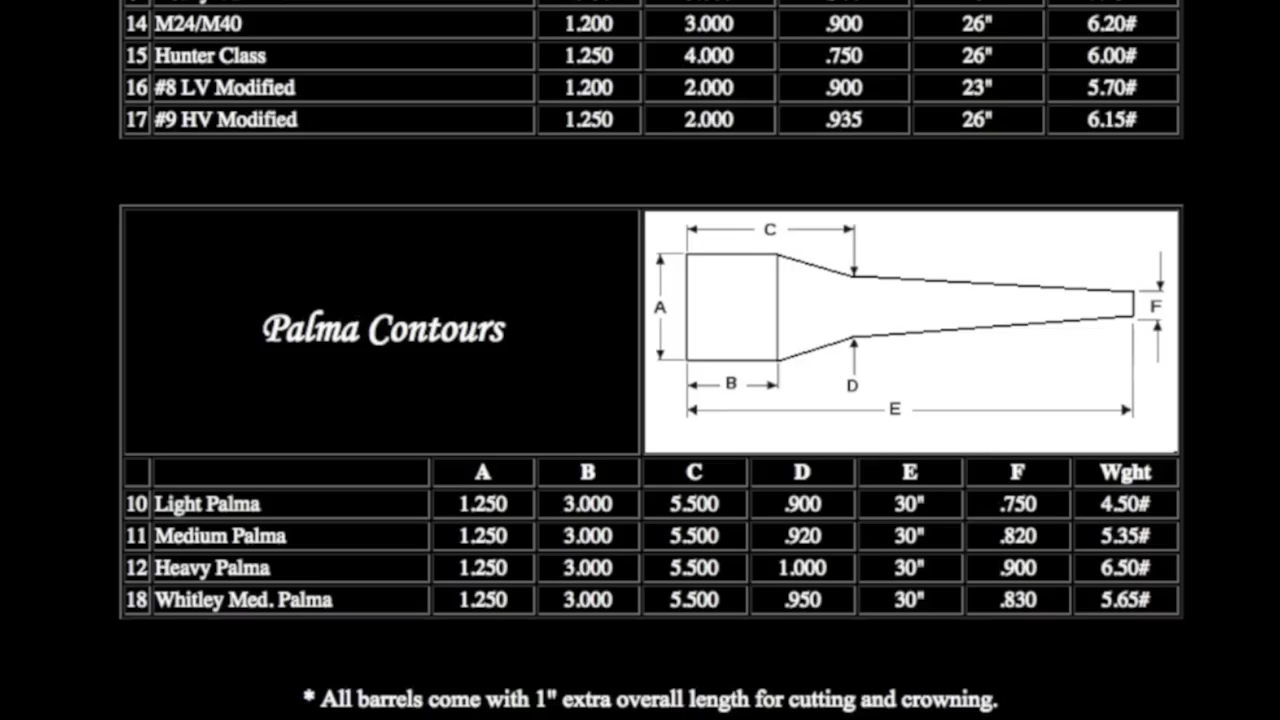 14 M24/M40 1.200 3.000 .900 26" 6.20#
15 Hunter Class 1.250 4.000 .750 26" 6.00#
16 #8 LV Modified 1.200 2.000 .900 23" 5.70#
17 #9 HV Modified 1.250 2.000 .935 26" 6.15#
Palma Contours
C
A
F
B
D
E
A B C D E F Wght
10 Light Palma 1.250 3.000 5.500 .900 30" .750 4.50#
11 Medium Palma 1.250 3.000 5.500 .920 30" .820 5.35#
12 Heavy Palma 1.250 3.000 5.500 1.000 30" .900 6.50#
18 Whitley Med. Palma 1.250 3.000 5.500 .950 30" .830 5.65#
* All barrels come with 1" extra overall length for cutting and crowning.